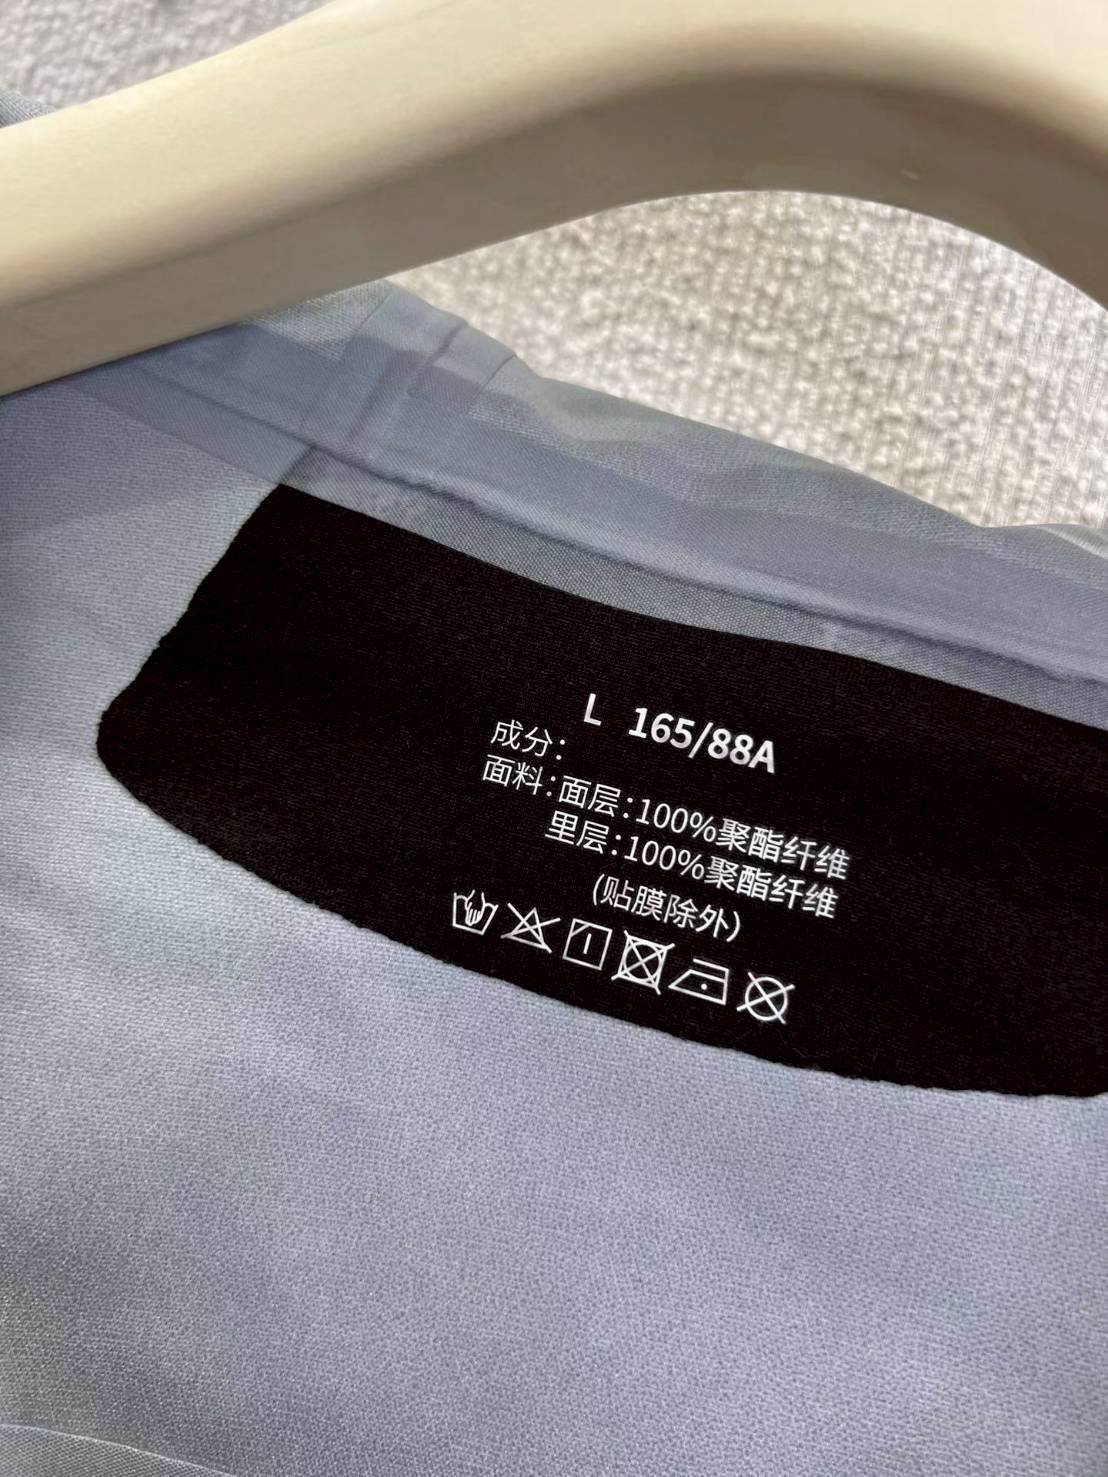 L 165/88A
成分:
面料:面层:100%聚酯纤维
里层:100%聚酯纤维
(贴膜除外)